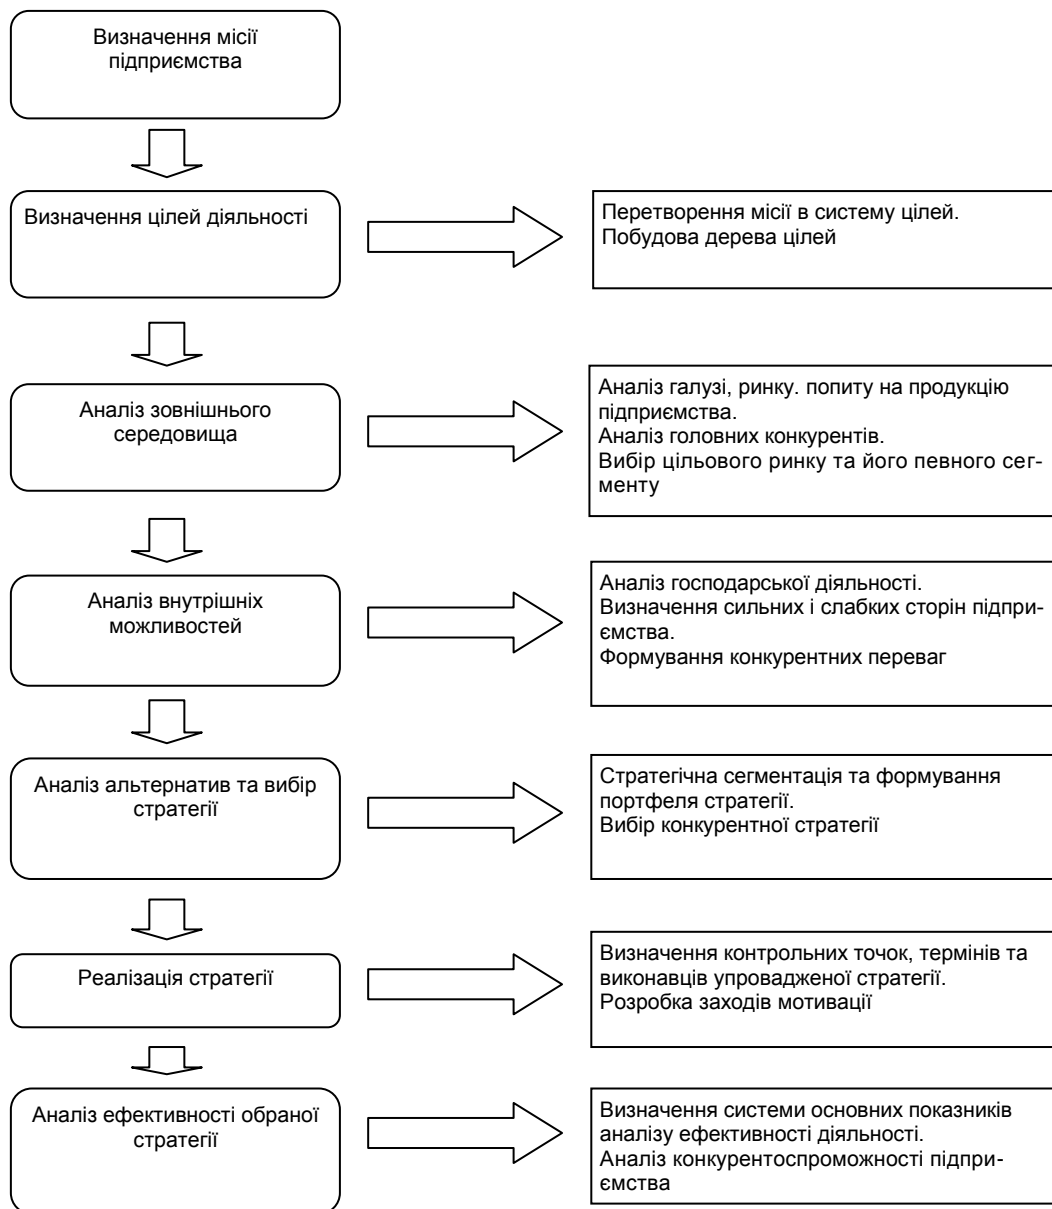 Визначення місії
підприємства
Визначення цілей діяльності
Перетворення місії в систему цілей.
Побудова дерева цілей
Аналіз зовнішнього
середовища
Аналіз галузі, ринку. попиту на продукцію
підприємства.
Аналіз головних конкурентів.
Вибір цільового ринку та його певного сег-
менту
Аналіз внутрішніх
можливостей
Аналіз господарської діяльності.
Визначення сильних і слабких сторін підпри-
ємства.
Формування конкурентних переваг
Аналіз альтернатив та вибір
стратегії
Стратегічна сегментація та формування
портфеля стратегії.
Вибір конкурентної стратегії
Реалізація стратегії
Визначення контрольних точок, термінів та
виконавців упровадженої стратегії.
Розробка заходів мотивації
Аналіз ефективності обраної
стратегії
Визначення системи основних показників
аналізу ефективності діяльності.
Аналіз конкурентоспроможності підпри-
ємства